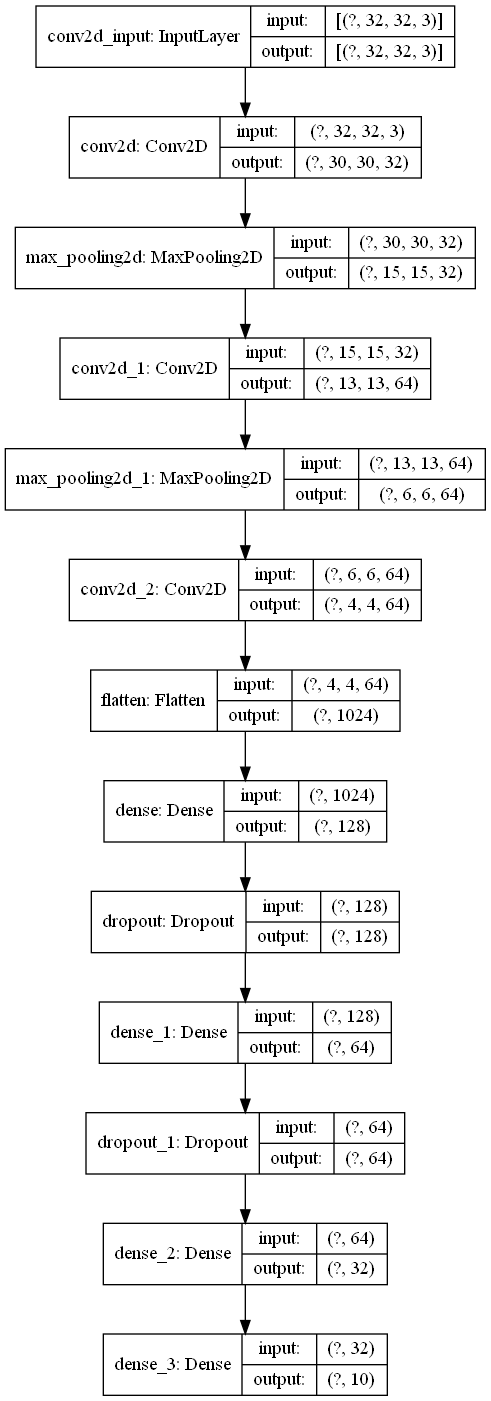 conv2d_input: InputLayer
input: [(?, 32, 32, 3)]
output: [(?, 32, 32, 3)]
conv2d: Conv2D
input: (?, 32, 32, 3)
output: (?, 30, 30, 32)
max_pooling2d: MaxPooling2D
input: (?, 30, 30, 32)
output: (?, 15, 15, 32)
conv2d_1: Conv2D
input: (?, 15, 15, 32)
output: (?, 13, 13, 64)
max_pooling2d_1: MaxPooling2D
input: (?, 13, 13, 64)
output: (?, 6, 6, 64)
conv2d_2: Conv2D
input: (?, 6, 6, 64)
output: (?, 4, 4, 64)
flatten: Flatten
input: (?, 4, 4, 64)
output: (?, 1024)
dense: Dense
input: (?, 1024)
output: (?, 128)
dropout: Dropout
input: (?, 128)
output: (?, 128)
dense_1: Dense
input: (?, 128)
output: (?, 64)
dropout_1: Dropout
input: (?, 64)
output: (?, 64)
dense_2: Dense
input: (?, 64)
output: (?, 32)
dense_3: Dense
input: (?, 32)
output: (?, 10)